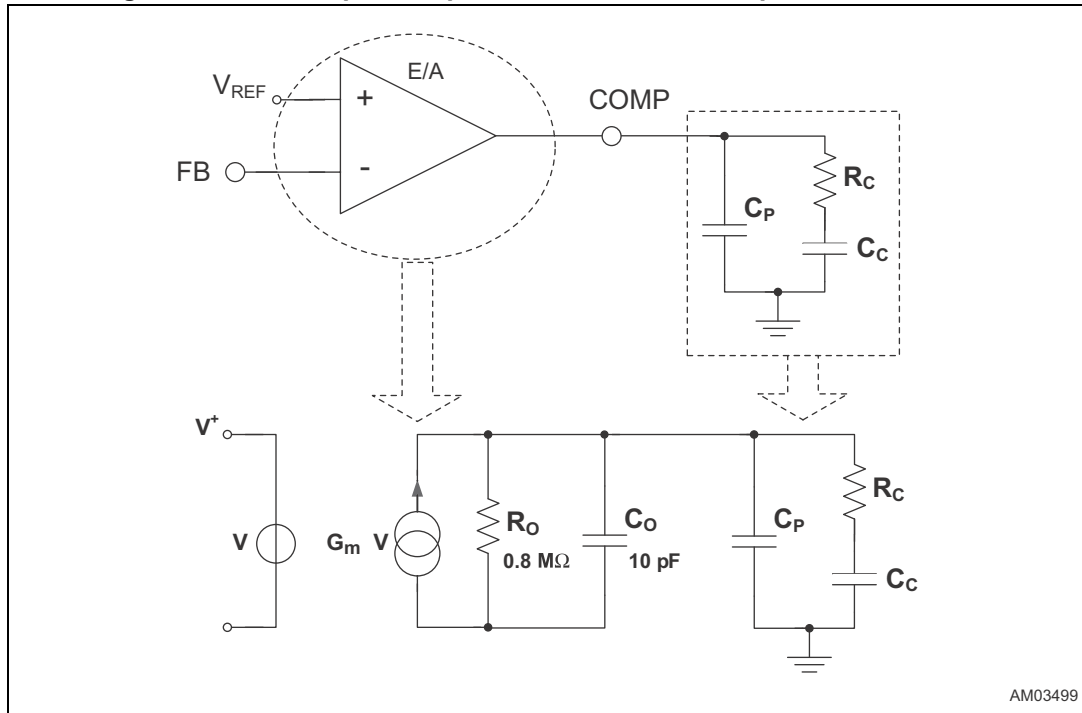 E/A
V_REF
+
COMP
FB
-
R_C
C_P
C_C
V⁺
V
G_m V
R_O
0.8 MΩ
C_O
10 pF
C_P
R_C
C_C
AM03499